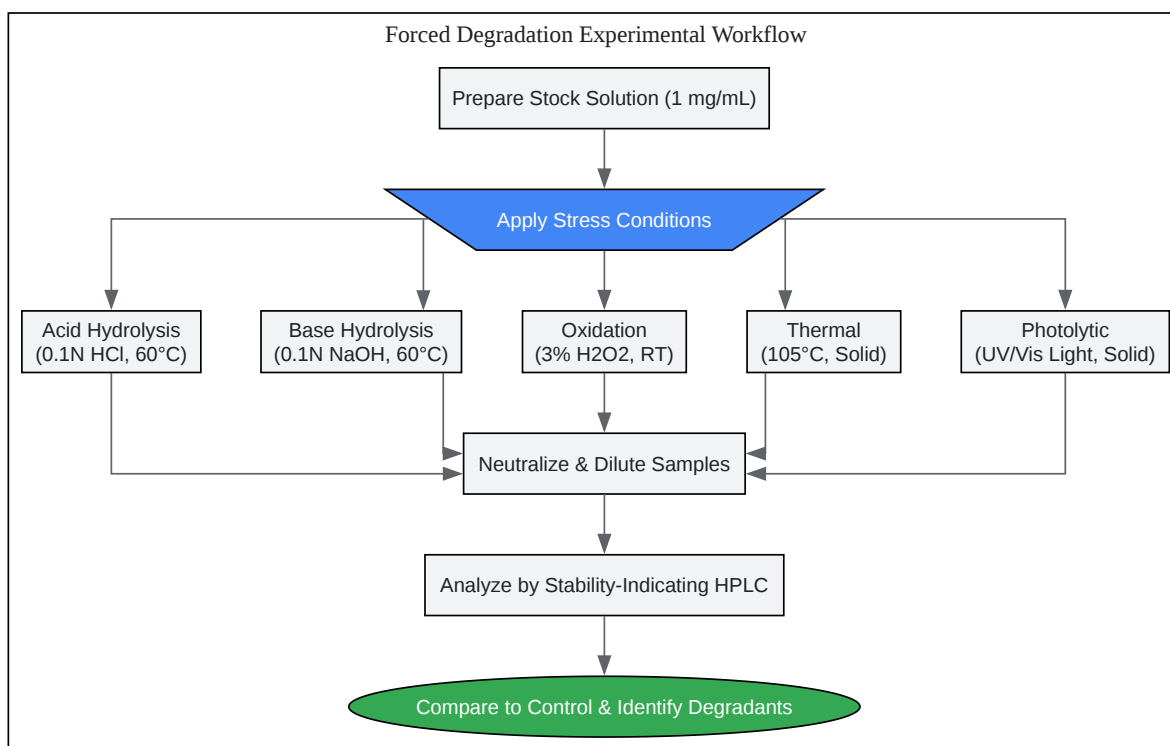 Forced Degradation Experimental Workflow
Prepare Stock Solution (1 mg/mL)
Apply Stress Conditions
Acid Hydrolysis
(0.1N HCl, 60°C)
Base Hydrolysis
(0.1N NaOH, 60°C)
Oxidation
(3% H2O2, RT)
Thermal
(105°C, Solid)
Photolytic
(UV/Vis Light, Solid)
Neutralize & Dilute Samples
Analyze by Stability-Indicating HPLC
Compare to Control & Identify Degradants